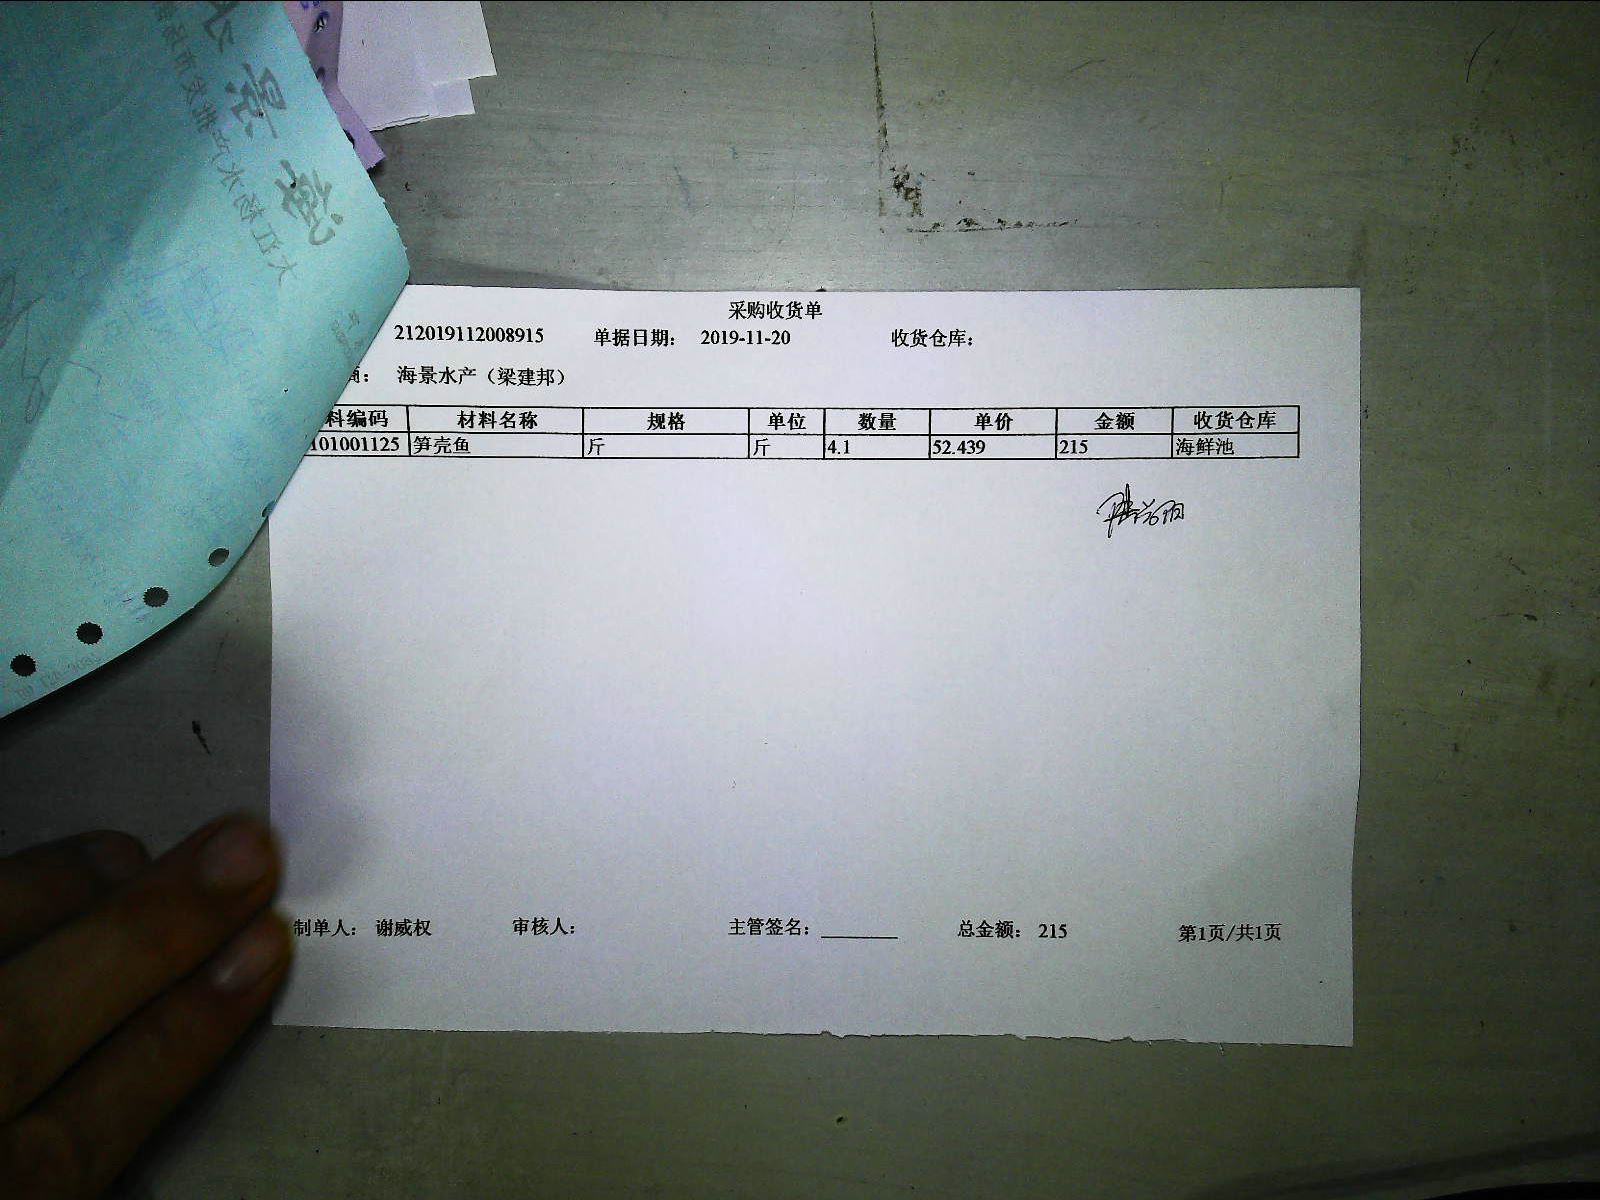 采购收货单
212019112008915 单据日期： 2019-11-20 收货仓库：
商： 海景水产（梁建邦）
料编码 材料名称 规格 单位 数量 单价 金额 收货仓库
101001125 笋壳鱼 斤 斤 4.1 52.439 215 海鲜池
制单人： 谢威权 审核人： 主管签名： 总金额： 215 第1页/共1页